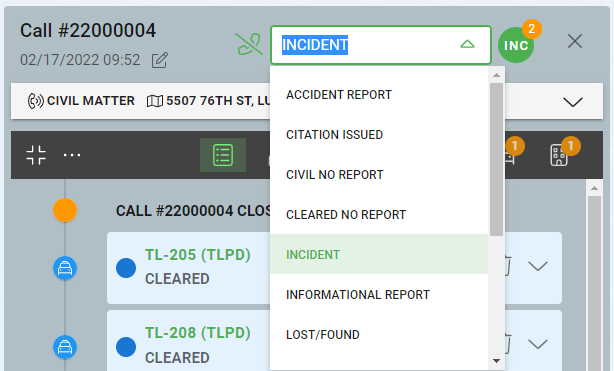 Call #22000004
INCIDENT
INC
2
02/17/2022 09:52
CIVIL MATTER
5507 76TH ST, LU
ACCIDENT REPORT
CITATION ISSUED
CIVIL NO REPORT
CLEARED NO REPORT
INCIDENT
INFORMATIONAL REPORT
LOST/FOUND
1
1
CALL #22000004 CLOS
TL-205 (TLPD)
CLEARED
TL-208 (TLPD)
CLEARED